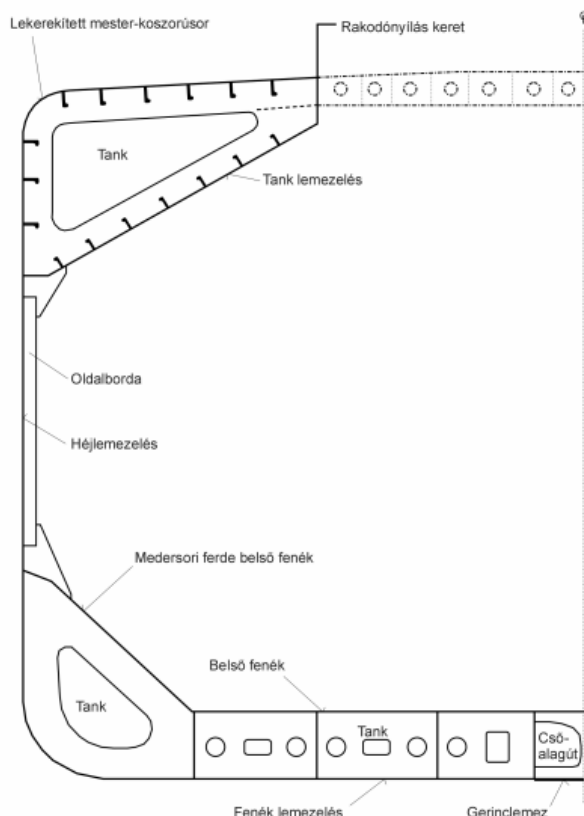 Lekerekített mester-koszorúsor
Rakodónyílás keret
Tank
Tank lemezelés
Oldalborda
Héjlemezelés
Medersori ferde belső fenék
Belső fenék
Tank
Tank
Cső-
alagút
Fenék lemezelés
Gerinclemez